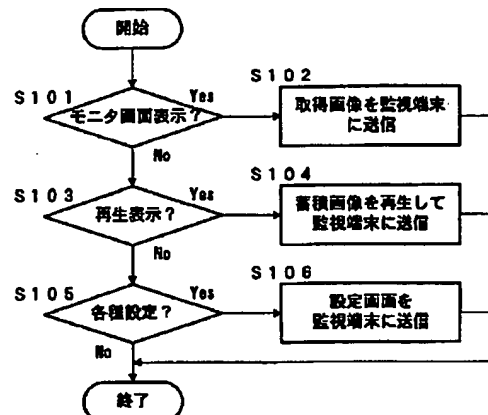 開始
S101
モニタ画面表示?
Yes
No
S102
取得画像を監視端末
に送信
S103
再生表示?
Yes
No
S104
蓄積画像を再生して
監視端末に送信
S105
各種設定?
Yes
No
S106
設定画面を
監視端末に送信
終了